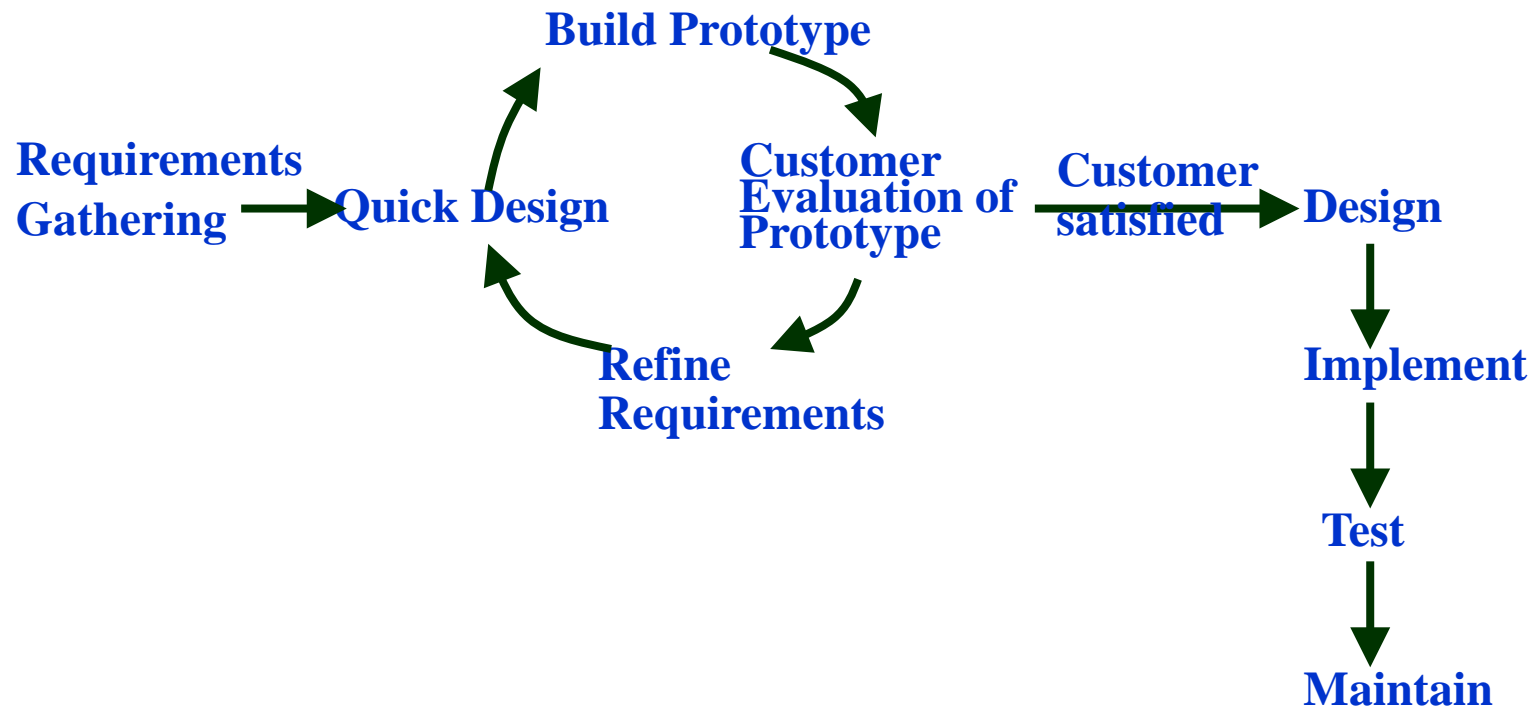 Build Prototype
Requirements
Gathering
Quick Design
Customer
Evaluation of
Prototype
Customer
satisfied
Design
Refine
Requirements
Implement
Test
Maintain